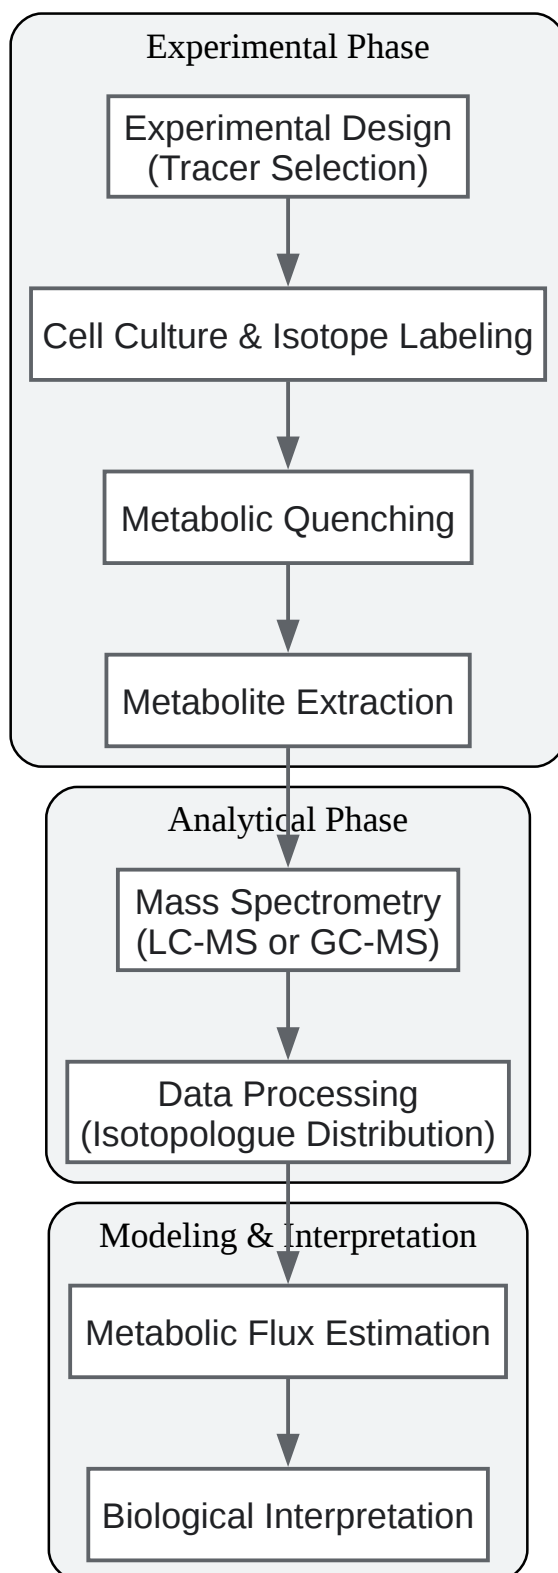 Experimental Phase
Experimental Design
(Tracer Selection)
Cell Culture & Isotope Labeling
Metabolic Quenching
Metabolite Extraction
Analytical Phase
Mass Spectrometry
(LC-MS or GC-MS)
Data Processing
(Isotopologue Distribution)
Modeling & Interpretation
Metabolic Flux Estimation
Biological Interpretation